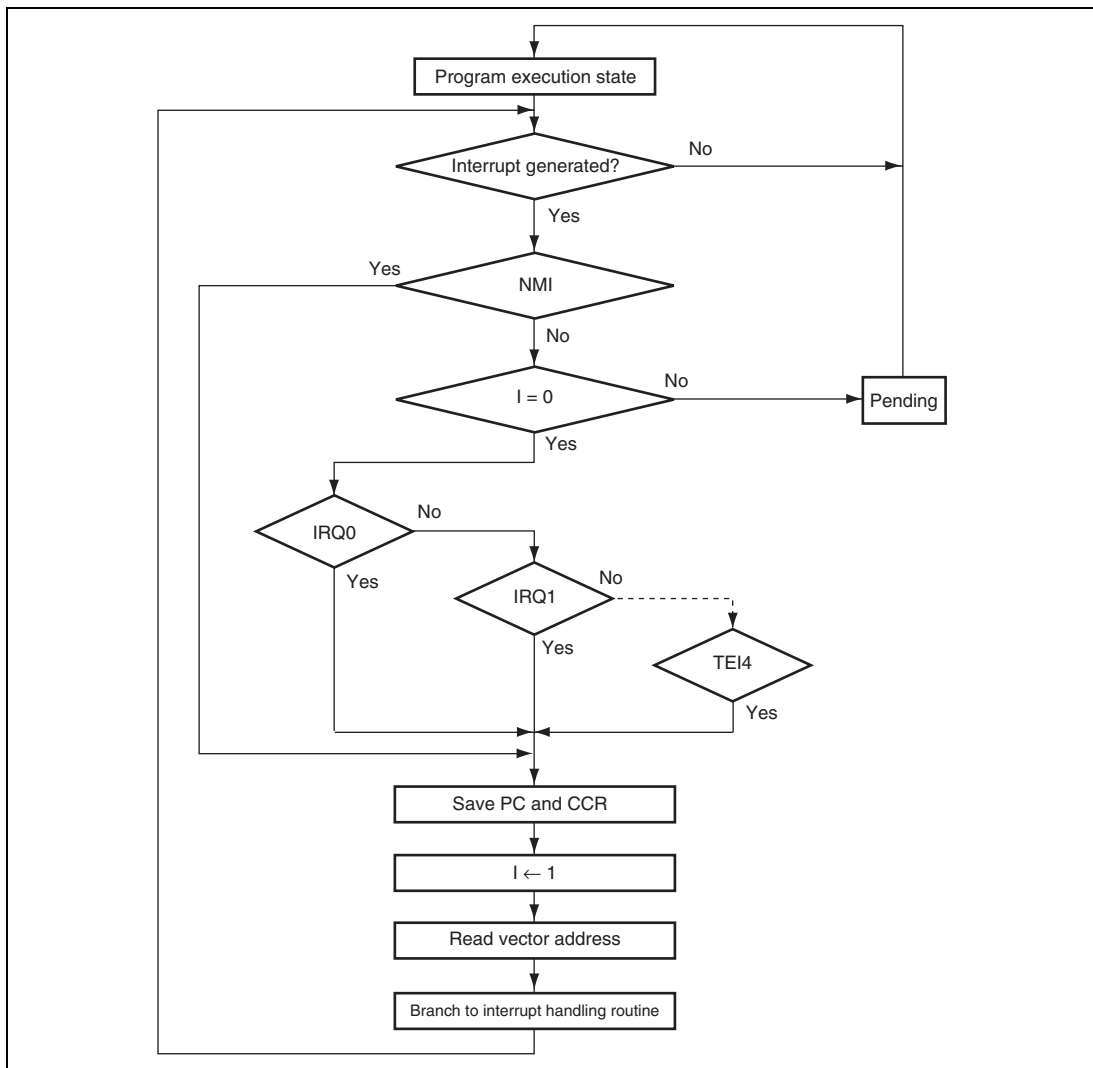 Program execution state
Interrupt generated?
No
Yes
Yes
NMI
No
I = 0
No
Pending
Yes
IRQ0
No
Yes
IRQ1
No
Yes
TEI4
Yes
Save PC and CCR
I ← 1
Read vector address
Branch to interrupt handling routine